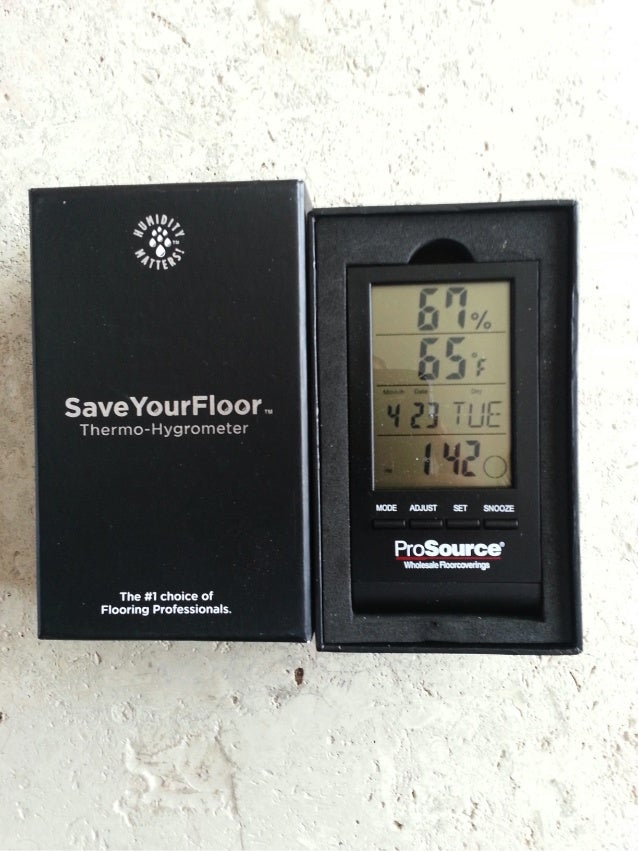 HUMIDITY MATTERS!™
SaveYourFloor™
Thermo-Hygrometer
The #1 choice of
Flooring Professionals.
67%
65°F
Month Date Day
4 23 TUE
1 42
MODE ADJUST SET SNOOZE
ProSource®
Wholesale Floorcoverings